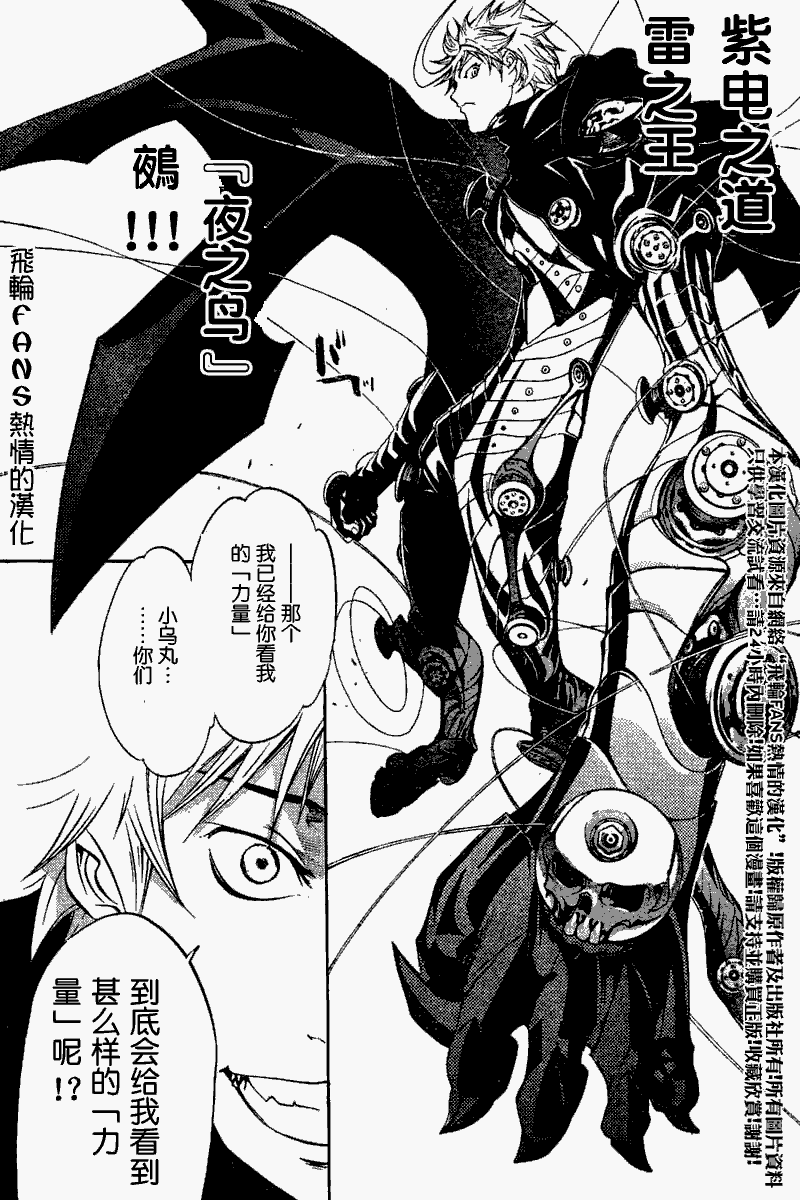 紫电之道
雷之王
『夜之鸟』
鵺!!!
飛輪FANS熱情的漢化
ドズ
本漢化圖片資源來自網絡“飛輪FANS熱情的漢化”!版權歸原作者及出版社所有!所有圖片資料
只供學習交流試看…請24小時內刪除!如果喜歡這個漫畫!請支持並購買正版!收藏欣賞!謝謝!
——那个
我已经给你看我
的「力量」
小乌丸…
……你们
到底会给我看到
甚么样的「力
量」呢!?